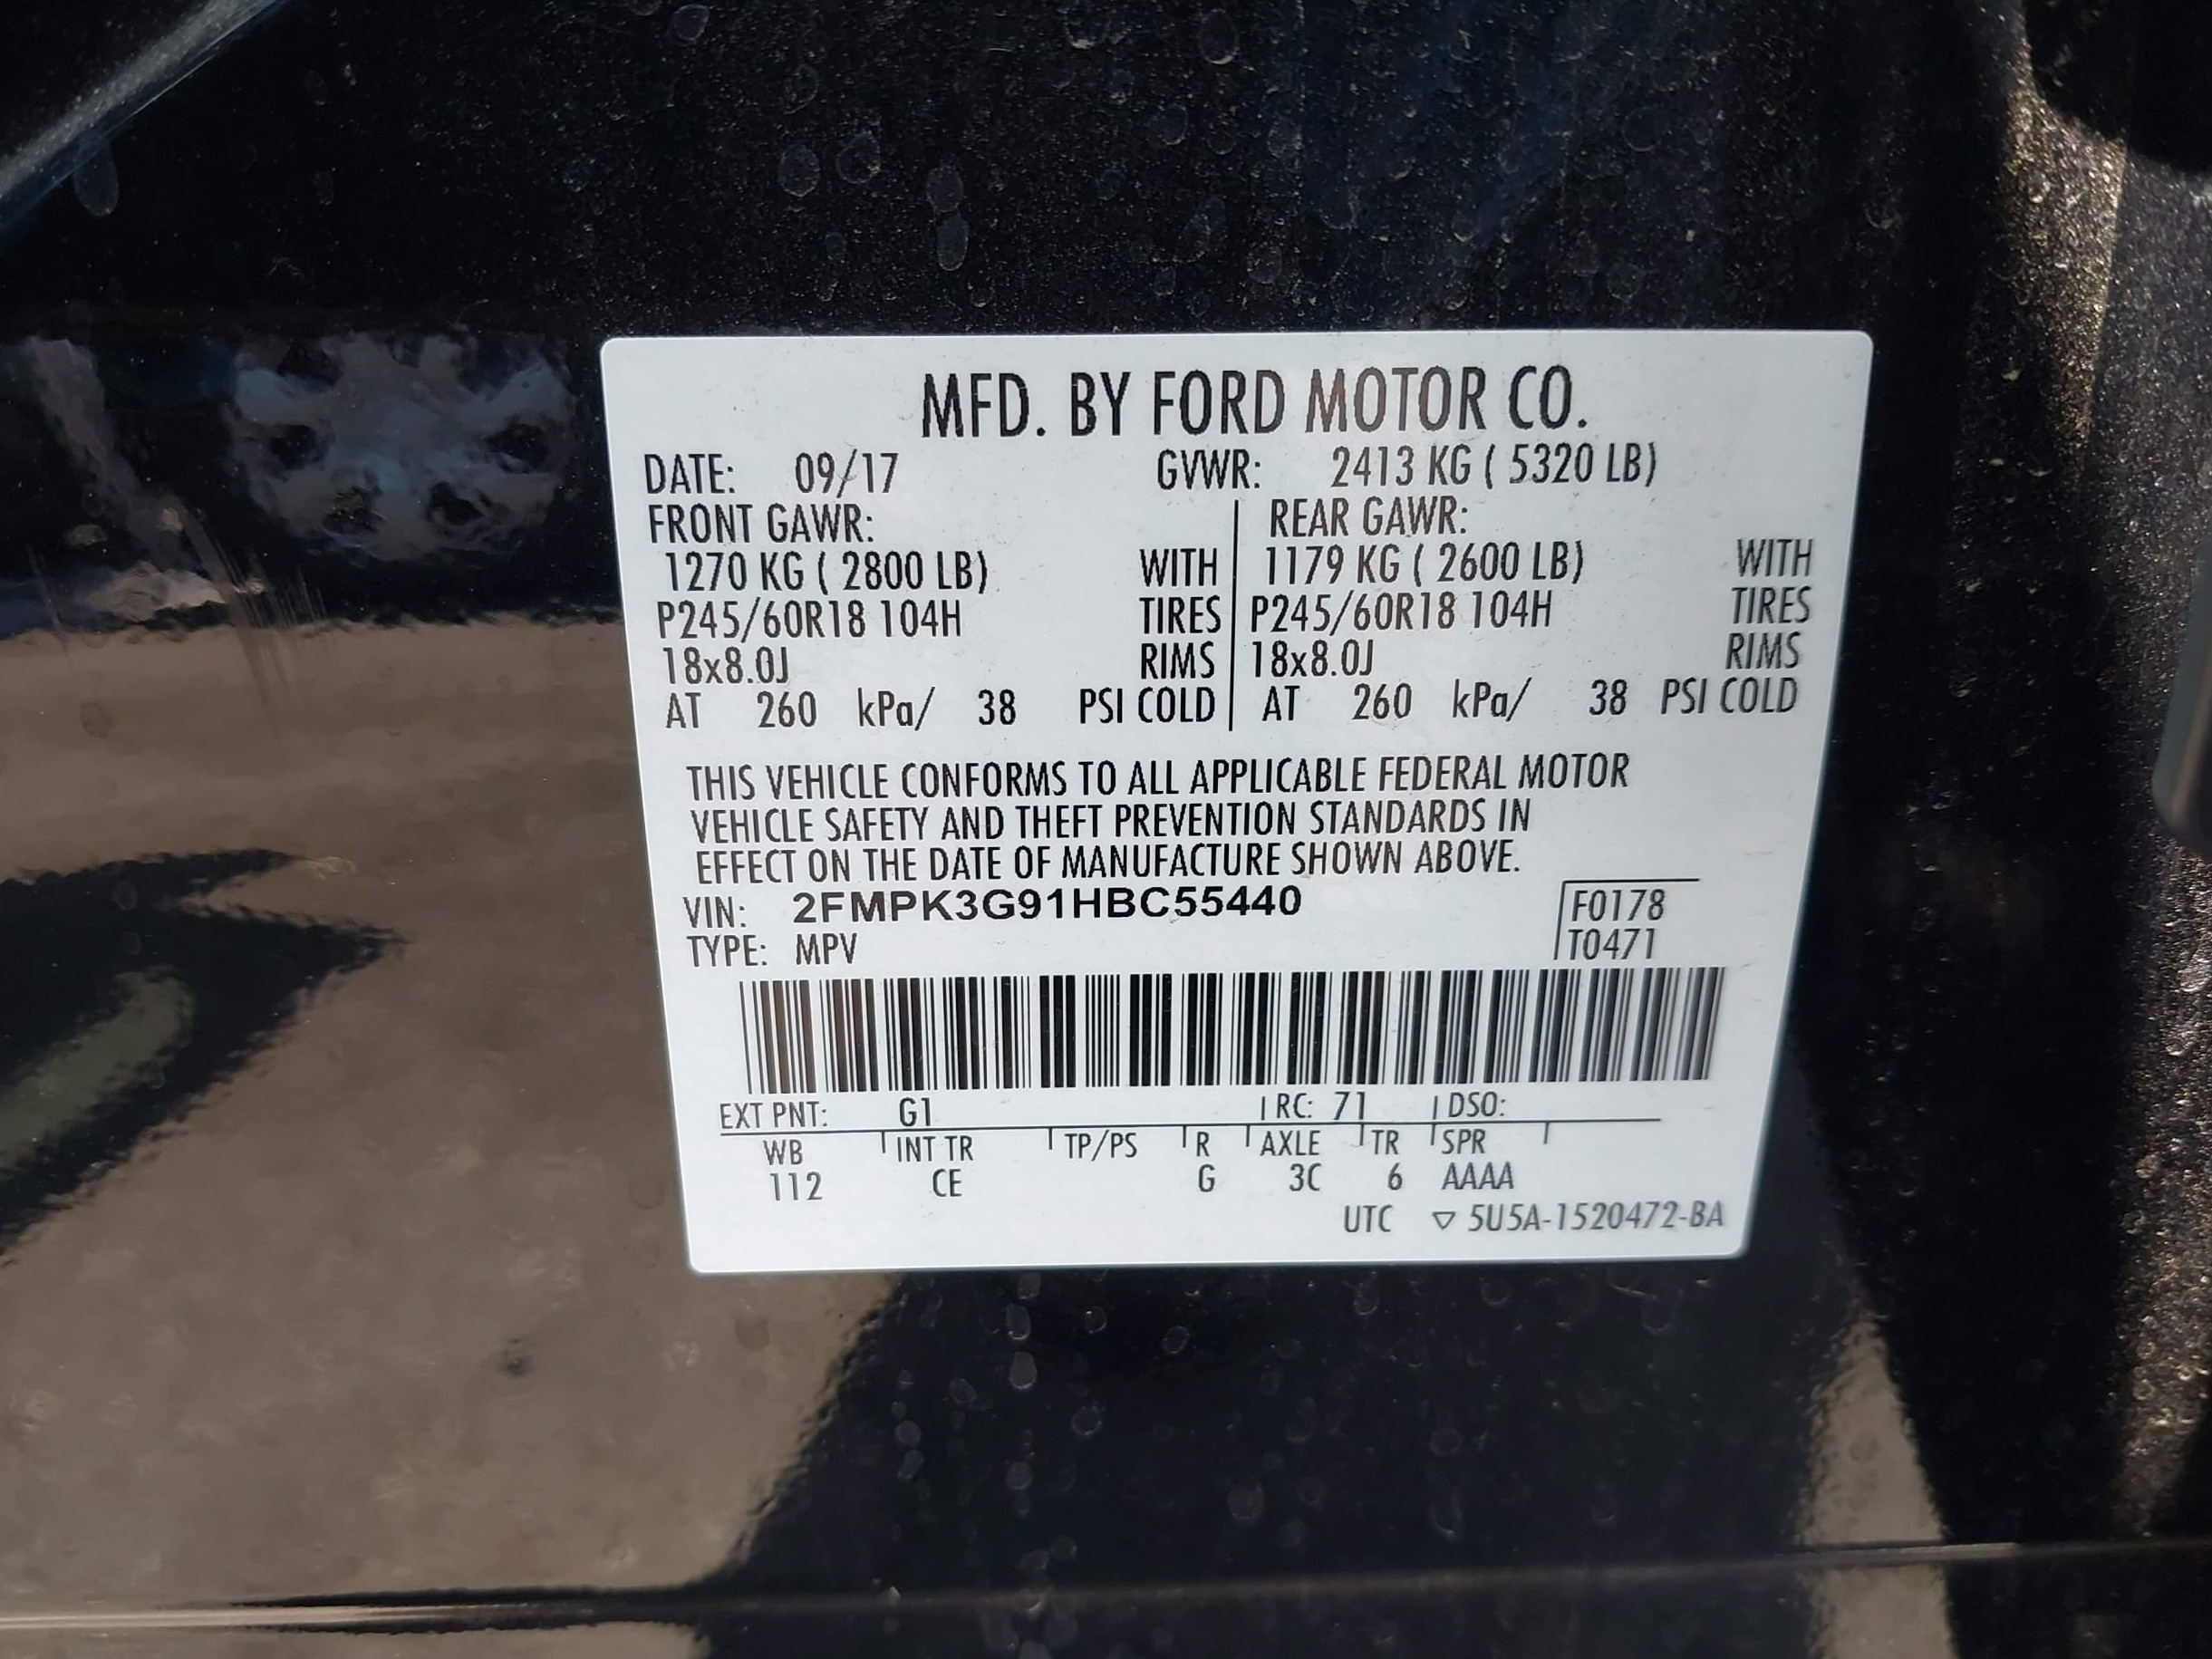 MFD. BY FORD MOTOR CO.
DATE: 09/17 GVWR: 2413 KG ( 5320 LB)
FRONT GAWR: REAR GAWR:
1270 KG ( 2800 LB) WITH 1179 KG ( 2600 LB) WITH
P245/60R18 104H TIRES P245/60R18 104H TIRES
18x8.0J RIMS 18x8.0J RIMS
AT 260 kPa/ 38 PSI COLD AT 260 kPa/ 38 PSI COLD
THIS VEHICLE CONFORMS TO ALL APPLICABLE FEDERAL MOTOR
VEHICLE SAFETY AND THEFT PREVENTION STANDARDS IN
EFFECT ON THE DATE OF MANUFACTURE SHOWN ABOVE.
VIN: 2FMPK3G91HBC55440 F0178
TYPE: MPV T0471
EXT PNT: G1 RC: 71 DSO:
WB INT TR TP/PS R AXLE TR SPR
112 CE G 3C 6 AAAA
UTC ▽ 5U5A-1520472-BA